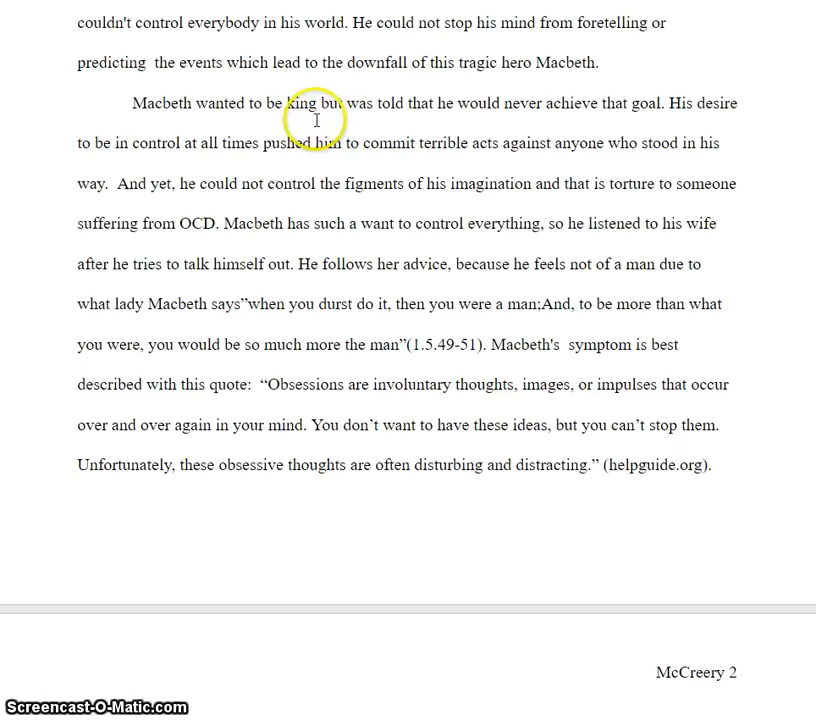 couldn't control everybody in his world. He could not stop his mind from foretelling or
predicting  the events which lead to the downfall of this tragic hero Macbeth.
Macbeth wanted to be king but was told that he would never achieve that goal. His desire
to be in control at all times pushed him to commit terrible acts against anyone who stood in his
way.  And yet, he could not control the figments of his imagination and that is torture to someone
suffering from OCD. Macbeth has such a want to control everything, so he listened to his wife
after he tries to talk himself out. He follows her advice, because he feels not of a man due to
what lady Macbeth says”when you durst do it, then you were a man;And, to be more than what
you were, you would be so much more the man”(1.5.49-51). Macbeth's  symptom is best
described with this quote:  “Obsessions are involuntary thoughts, images, or impulses that occur
over and over again in your mind. You don’t want to have these ideas, but you can’t stop them.
Unfortunately, these obsessive thoughts are often disturbing and distracting.” (helpguide.org).
McCreery 2
Screencast-O-Matic.com